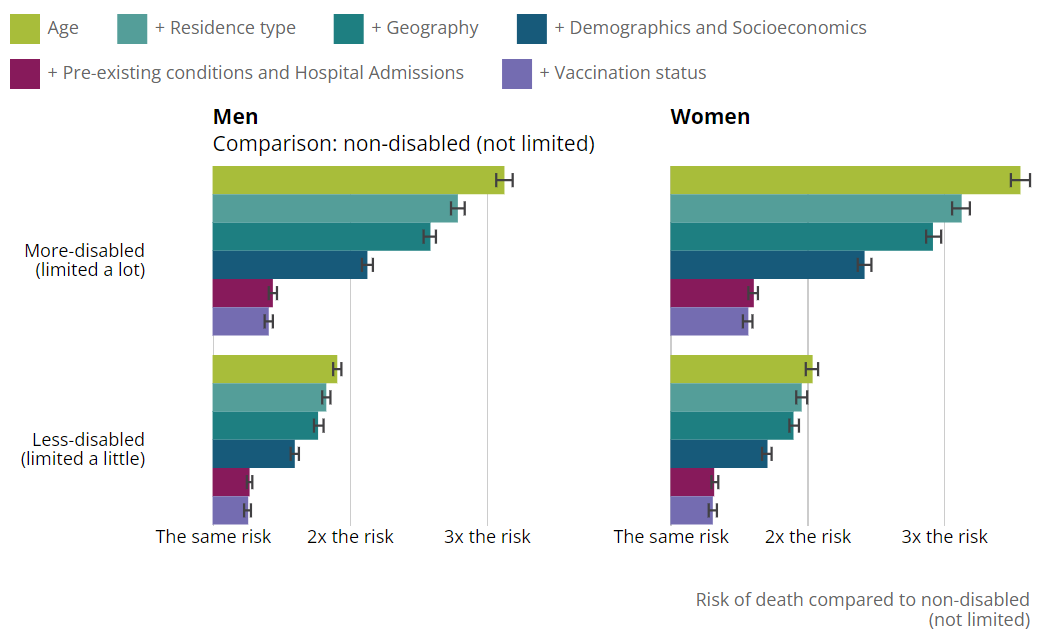 Age + Residence type + Geography + Demographics and Socioeconomics
+ Pre-existing conditions and Hospital Admissions + Vaccination status
Men
Comparison: non-disabled (not limited)
Women
More-disabled
(limited a lot)
Less-disabled
(limited a little)
The same risk 2x the risk 3x the risk
The same risk 2x the risk 3x the risk
Risk of death compared to non-disabled
(not limited)